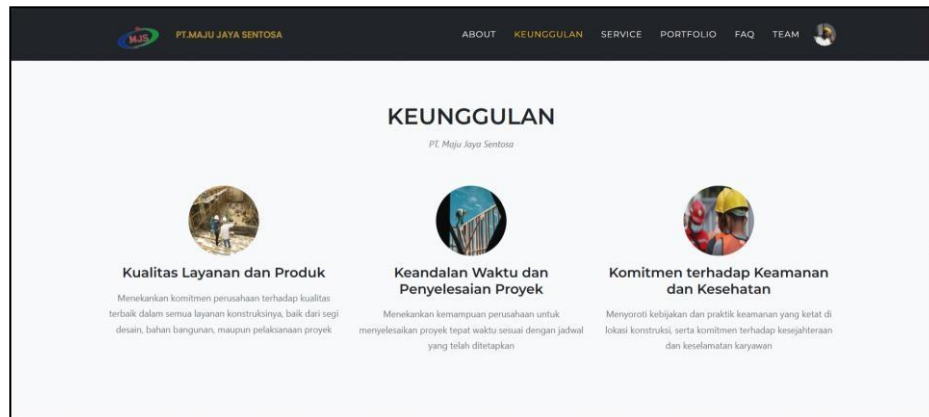 MJS
PT.MAJU JAYA SENTOSA
ABOUT KEUNGGULAN SERVICE PORTFOLIO FAQ TEAM
KEUNGGULAN
PT. Maju Jaya Sentosa
Kualitas Layanan dan Produk
Menekankan komitmen perusahaan terhadap kualitas
terbaik dalam semua layanan konstruksinya, baik dari segi
desain, bahan bangunan, maupun pelaksanaan proyek
Keandalan Waktu dan
Penyelesaian Proyek
Menekankan kemampuan perusahaan untuk
menyelesaikan proyek tepat waktu sesuai dengan jadwal
yang telah ditetapkan
Komitmen terhadap Keamanan
dan Kesehatan
Menyoroti kebijakan dan praktik keamanan yang ketat di
lokasi konstruksi, serta komitmen terhadap kesejahteraan
dan keselamatan karyawan